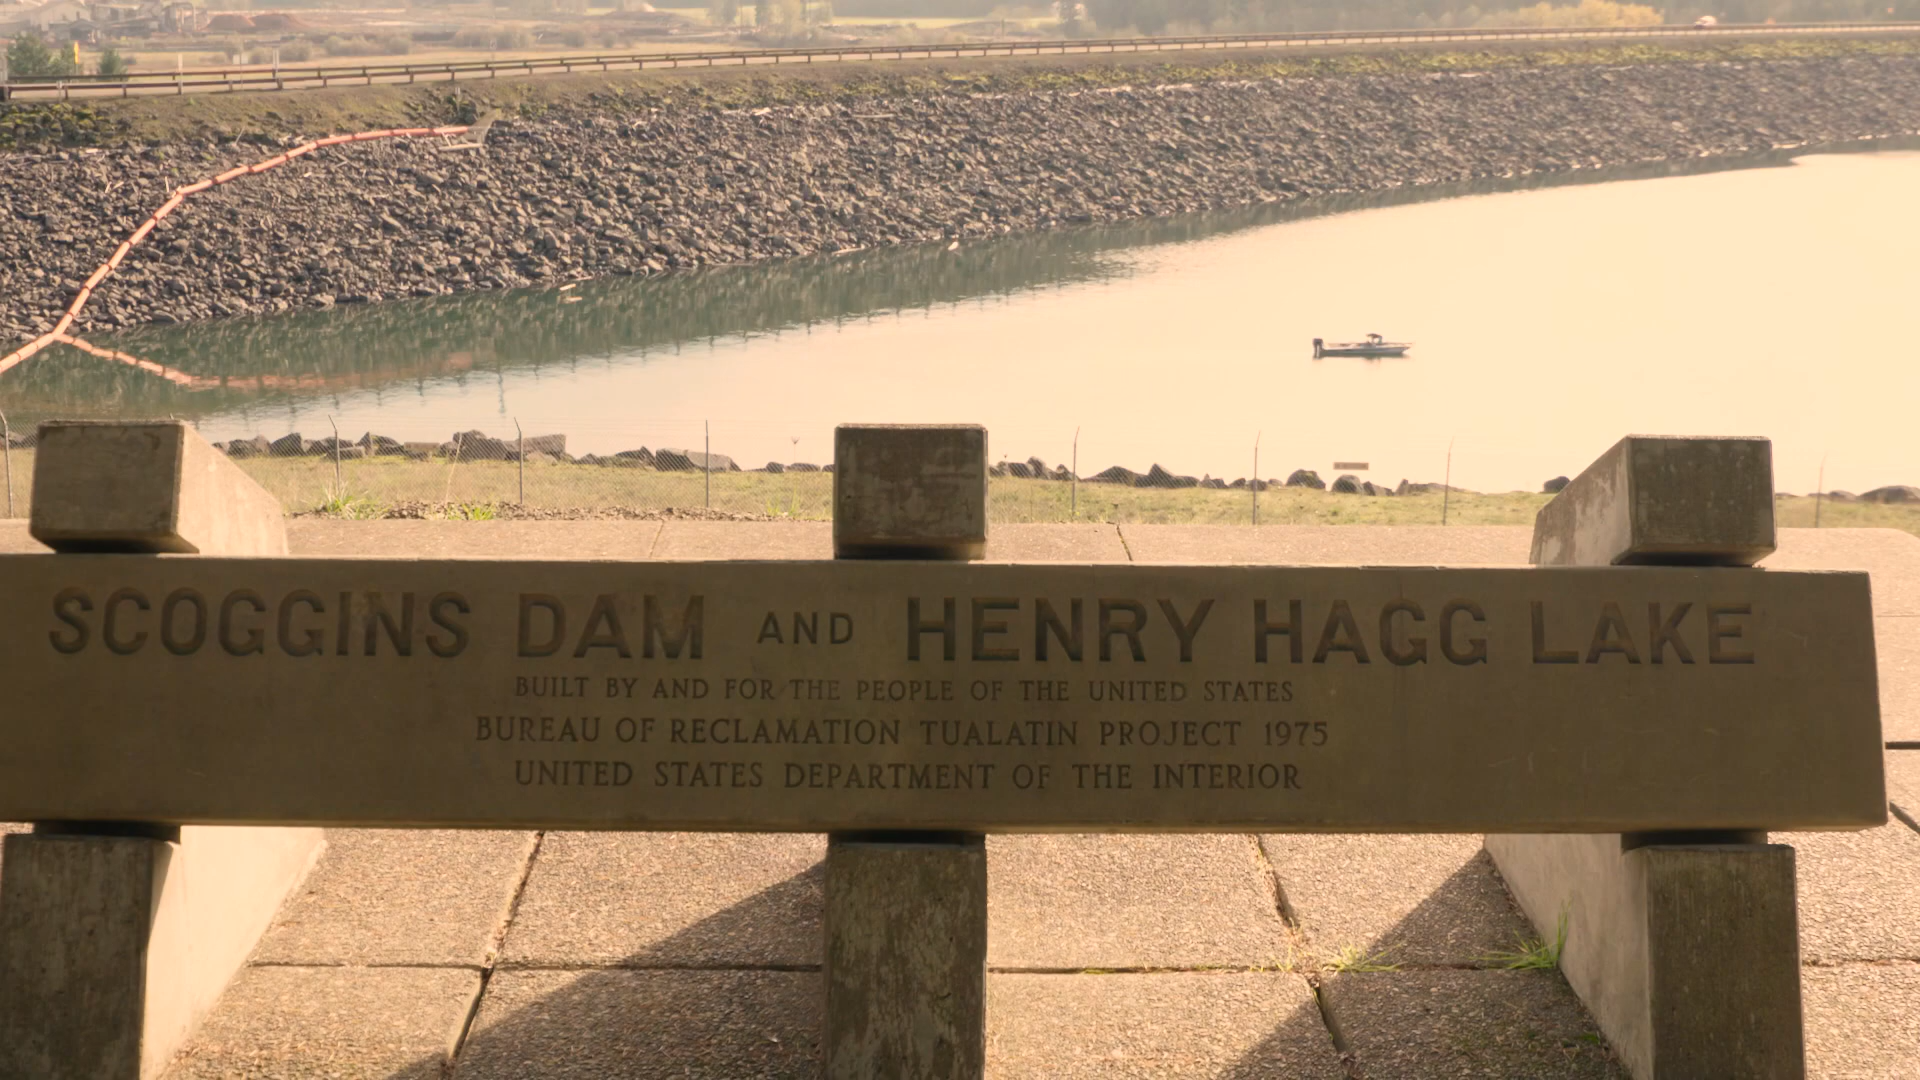 SCOGGINS DAM AND HENRY HAGG LAKE
BUILT BY AND FOR THE PEOPLE OF THE UNITED STATES
BUREAU OF RECLAMATION TUALATIN PROJECT 1975
UNITED STATES DEPARTMENT OF THE INTERIOR